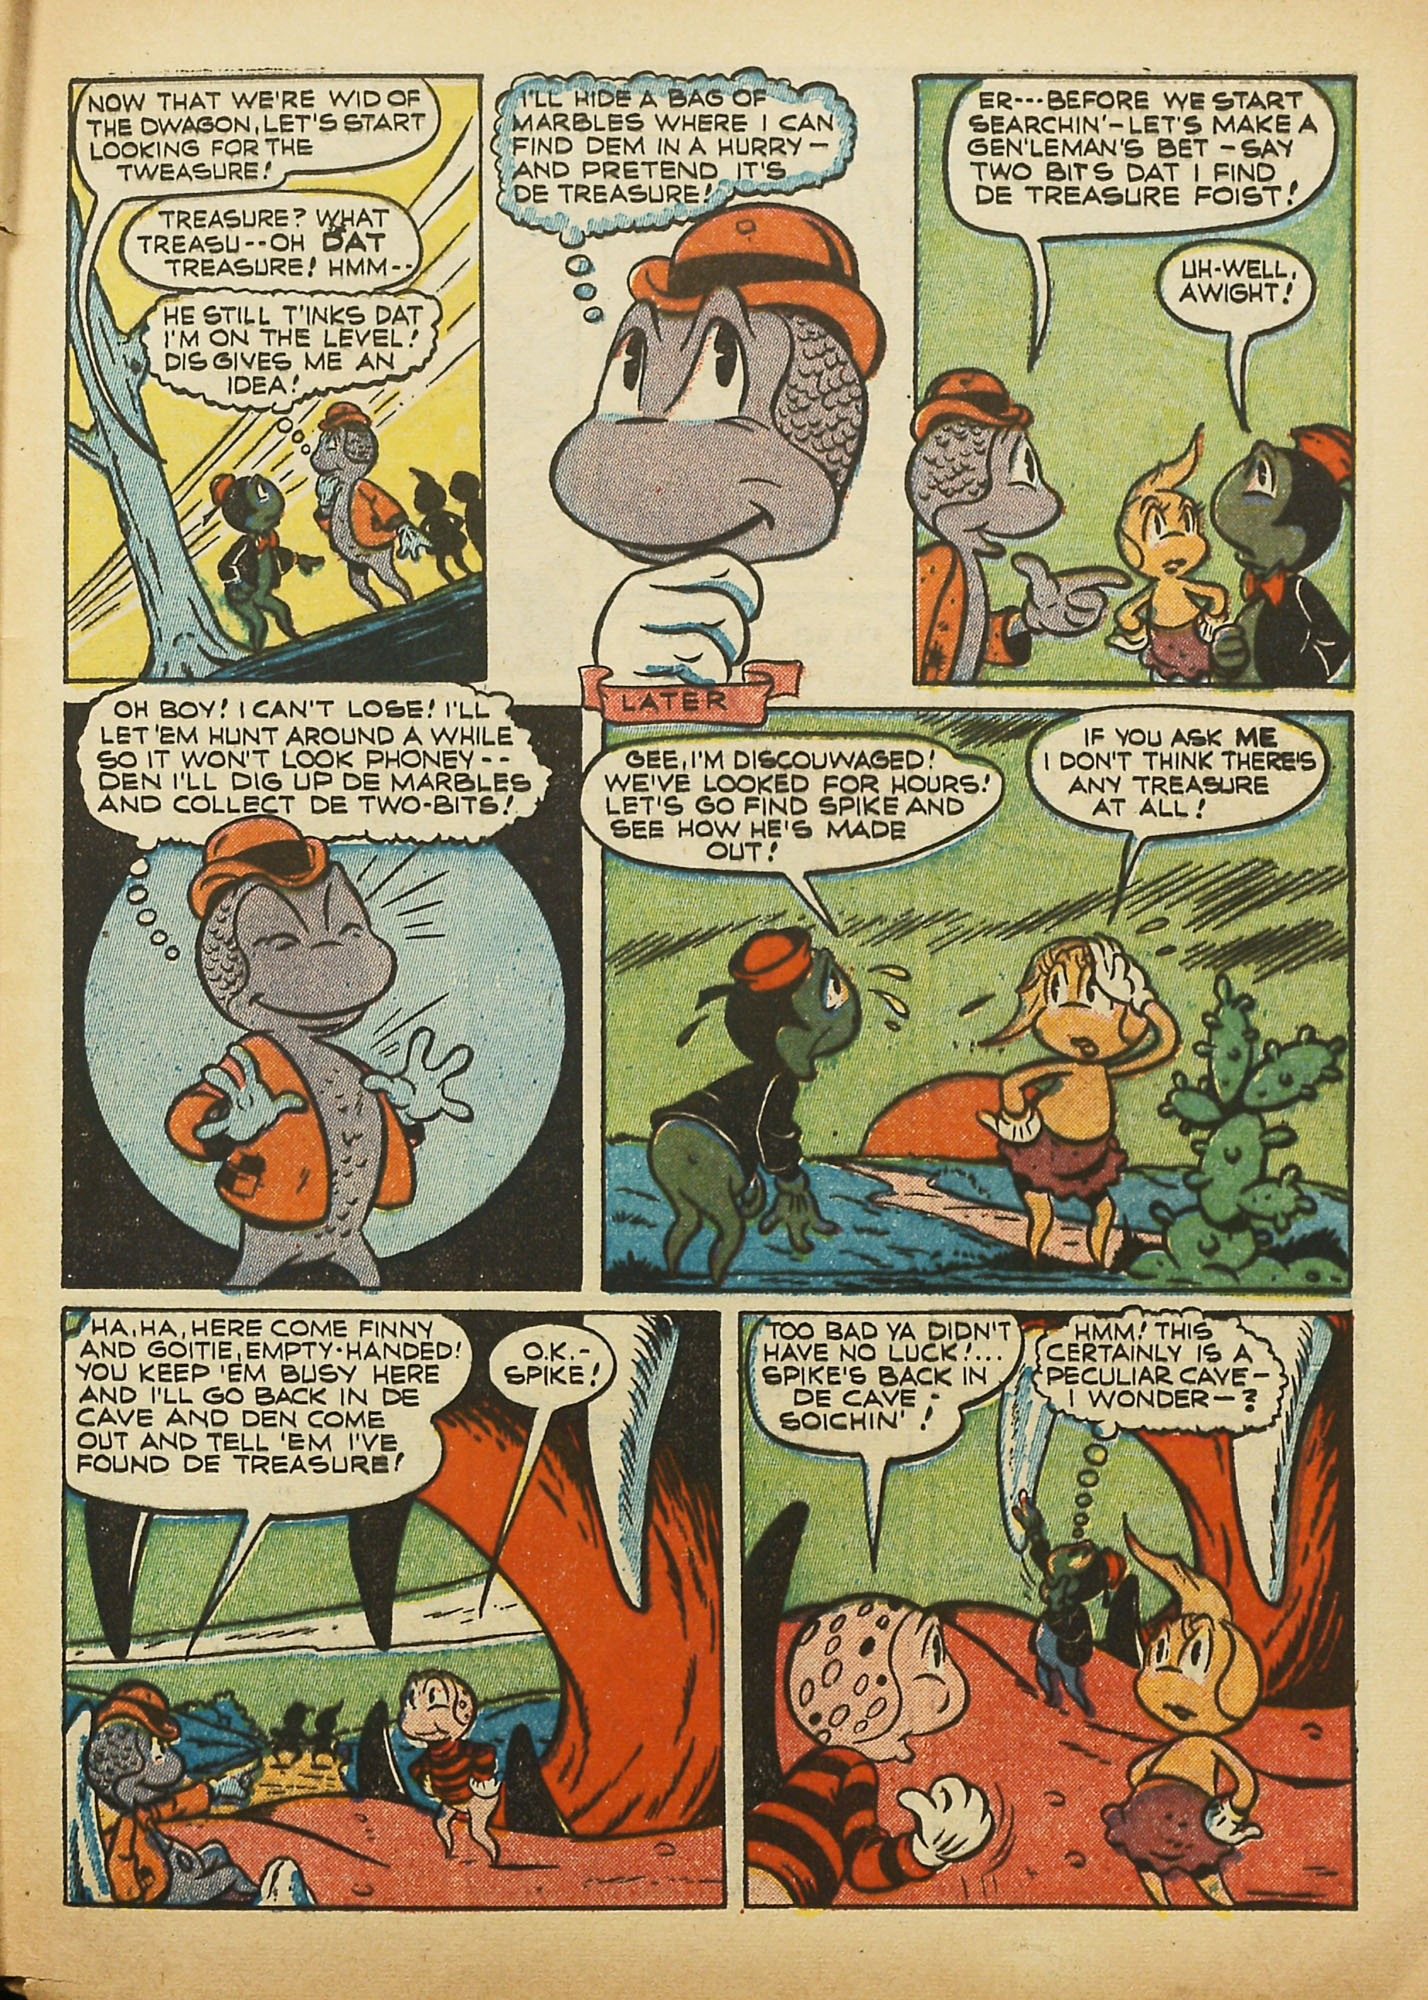 NOW THAT WE'RE WID OF
THE DWAGON, LET'S START
LOOKING FOR THE
TWEASURE!
TREASURE? WHAT
TREASU--OH DAT
TREASURE! HMM--
HE STILL T'INKS DAT
I'M ON THE LEVEL!
DIS GIVES ME AN
IDEA!
I'LL HIDE A BAG OF
MARBLES WHERE I CAN
FIND DEM IN A HURRY—
AND PRETEND IT'S
DE TREASURE!
ER---BEFORE WE START
SEARCHIN'-LET'S MAKE A
GEN'LEMAN'S BET - SAY
TWO BITS DAT I FIND
DE TREASURE FOIST!
UH-WELL,
AWIGHT!
OH BOY! I CAN'T LOSE! I'LL
LET 'EM HUNT AROUND A WHILE
SO IT WON'T LOOK PHONEY--
DEN I'LL DIG UP DE MARBLES
AND COLLECT DE TWO-BITS!
LATER
GEE, I'M DISCOUWAGED!
WE'VE LOOKED FOR HOURS!
LET'S GO FIND SPIKE AND
SEE HOW HE'S MADE
OUT!
IF YOU ASK ME
I DON'T THINK THERE'S
ANY TREASURE
AT ALL!
HA, HA, HERE COME FINNY
AND GOITIE, EMPTY-HANDED!
YOU KEEP 'EM BUSY HERE
AND I'LL GO BACK IN DE
CAVE AND DEN COME
OUT AND TELL 'EM I'VE
FOUND DE TREASURE!
O.K.-
SPIKE!
TOO BAD YA DIDN'T
HAVE NO LUCK!...
SPIKE'S BACK IN
DE CAVE -
SOICHIN'!
HMM! THIS
CERTAINLY IS A
PECULIAR CAVE-
I WONDER-?